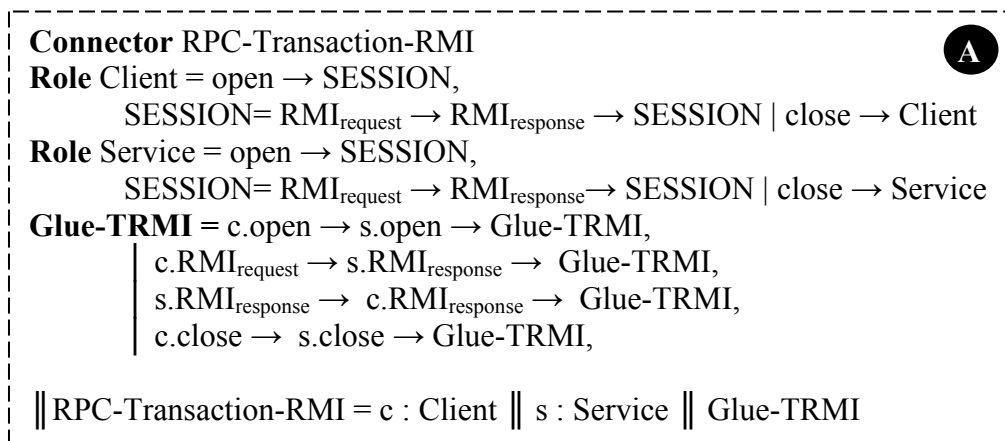 Connector RPC-Transaction-RMI
A
Role Client = open → SESSION,
SESSION= RMIrequest → RMIresponse → SESSION | close → Client
Role Service = open → SESSION,
SESSION= RMIrequest → RMIresponse→ SESSION | close → Service
Glue-TRMI = c.open → s.open → Glue-TRMI,
c.RMIrequest → s.RMIresponse → Glue-TRMI,
s.RMIresponse → c.RMIresponse → Glue-TRMI,
c.close → s.close → Glue-TRMI,
‖RPC-Transaction-RMI = c : Client ‖ s : Service ‖ Glue-TRMI